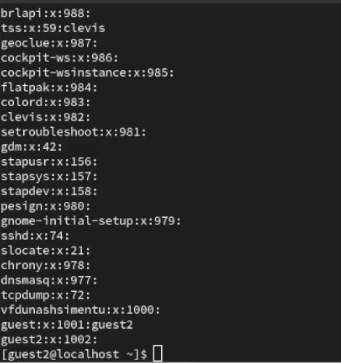 brlapi:x:988:
tss:x:59:clevis
geoclue:x:987:
cockpit-ws:x:986:
cockpit-wsinstance:x:985:
flatpak:x:984:
colord:x:983:
clevis:x:982:
setroubleshoot:x:981:
gdm:x:42:
stapusr:x:156:
stapsys:x:157:
stapdev:x:158:
pesign:x:980:
gnome-initial-setup:x:979:
sshd:x:74:
slocate:x:21:
chrony:x:978:
dnsmasq:x:977:
tcpdump:x:72:
vfdunashsimentu:x:1000:
guest:x:1001:guest2
guest2:x:1002:
[guest2@localhost ~]$